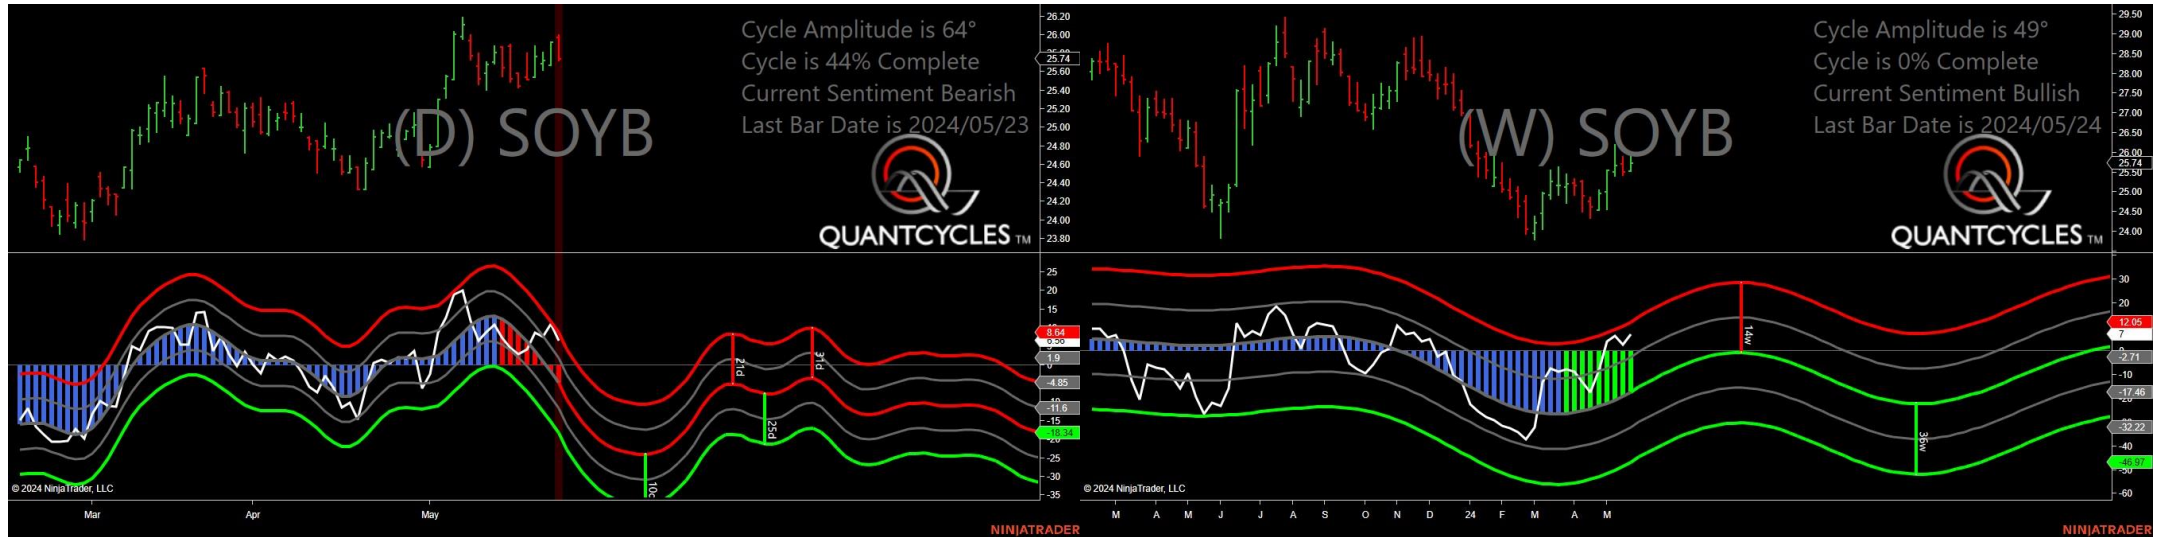 Cycle Amplitude is 64°
Cycle is 44% Complete
Current Sentiment Bearish
Last Bar Date is 2024/05/23
(D) SOYB
QUANTCYCLES TM
26.20
26.00
25.74
25.60
25.40
25.20
25.00
24.80
24.60
24.40
24.20
24.00
23.80
25
20
15
8.64
6.56
1.9
0
-4.85
-11.6
-15
-18.34
-25
-30
-35
21d
31d
25d
© 2024 NinjaTrader, LLC
Mar
Apr
May
NINJATRADER
Cycle Amplitude is 49°
Cycle is 0% Complete
Current Sentiment Bullish
Last Bar Date is 2024/05/24
(W) SOYB
QUANTCYCLES TM
29.50
29.00
28.50
28.00
27.50
27.00
26.50
26.00
25.74
25.50
25.00
24.50
24.00
30
20
12.05
7
-2.71
-10
-17.46
-32.22
-40
-46.97
-60
14w
36w
© 2024 NinjaTrader, LLC
M
A
M
J
J
A
S
O
N
D
24
F
M
A
M
NINJATRADER